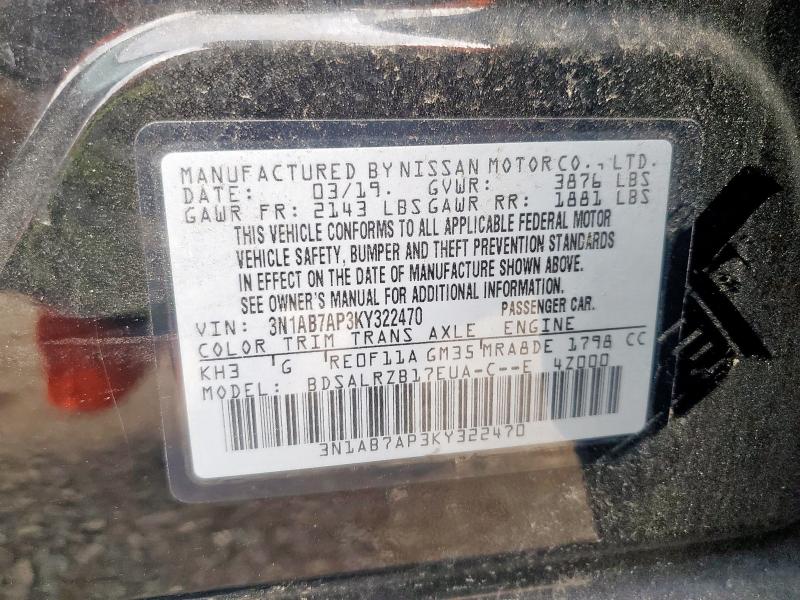 MANUFACTURED BY NISSAN MOTOR CO., LTD.
DATE: 03/19. GVWR: 3876 LBS
GAWR FR: 2143 LBS GAWR RR: 1881 LBS
THIS VEHICLE CONFORMS TO ALL APPLICABLE FEDERAL MOTOR
VEHICLE SAFETY, BUMPER AND THEFT PREVENTION STANDARDS
IN EFFECT ON THE DATE OF MANUFACTURE SHOWN ABOVE.
SEE OWNER'S MANUAL FOR ADDITIONAL INFORMATION.
VIN: 3N1AB7AP3KY322470 PASSENGER CAR.
COLOR TRIM TRANS AXLE ENGINE
KH3 G RE0F11A GM35 MRA8DE 1798 CC
MODEL: BDSALRZB17EUA-C--E 4Z000
3N1AB7AP3KY322470